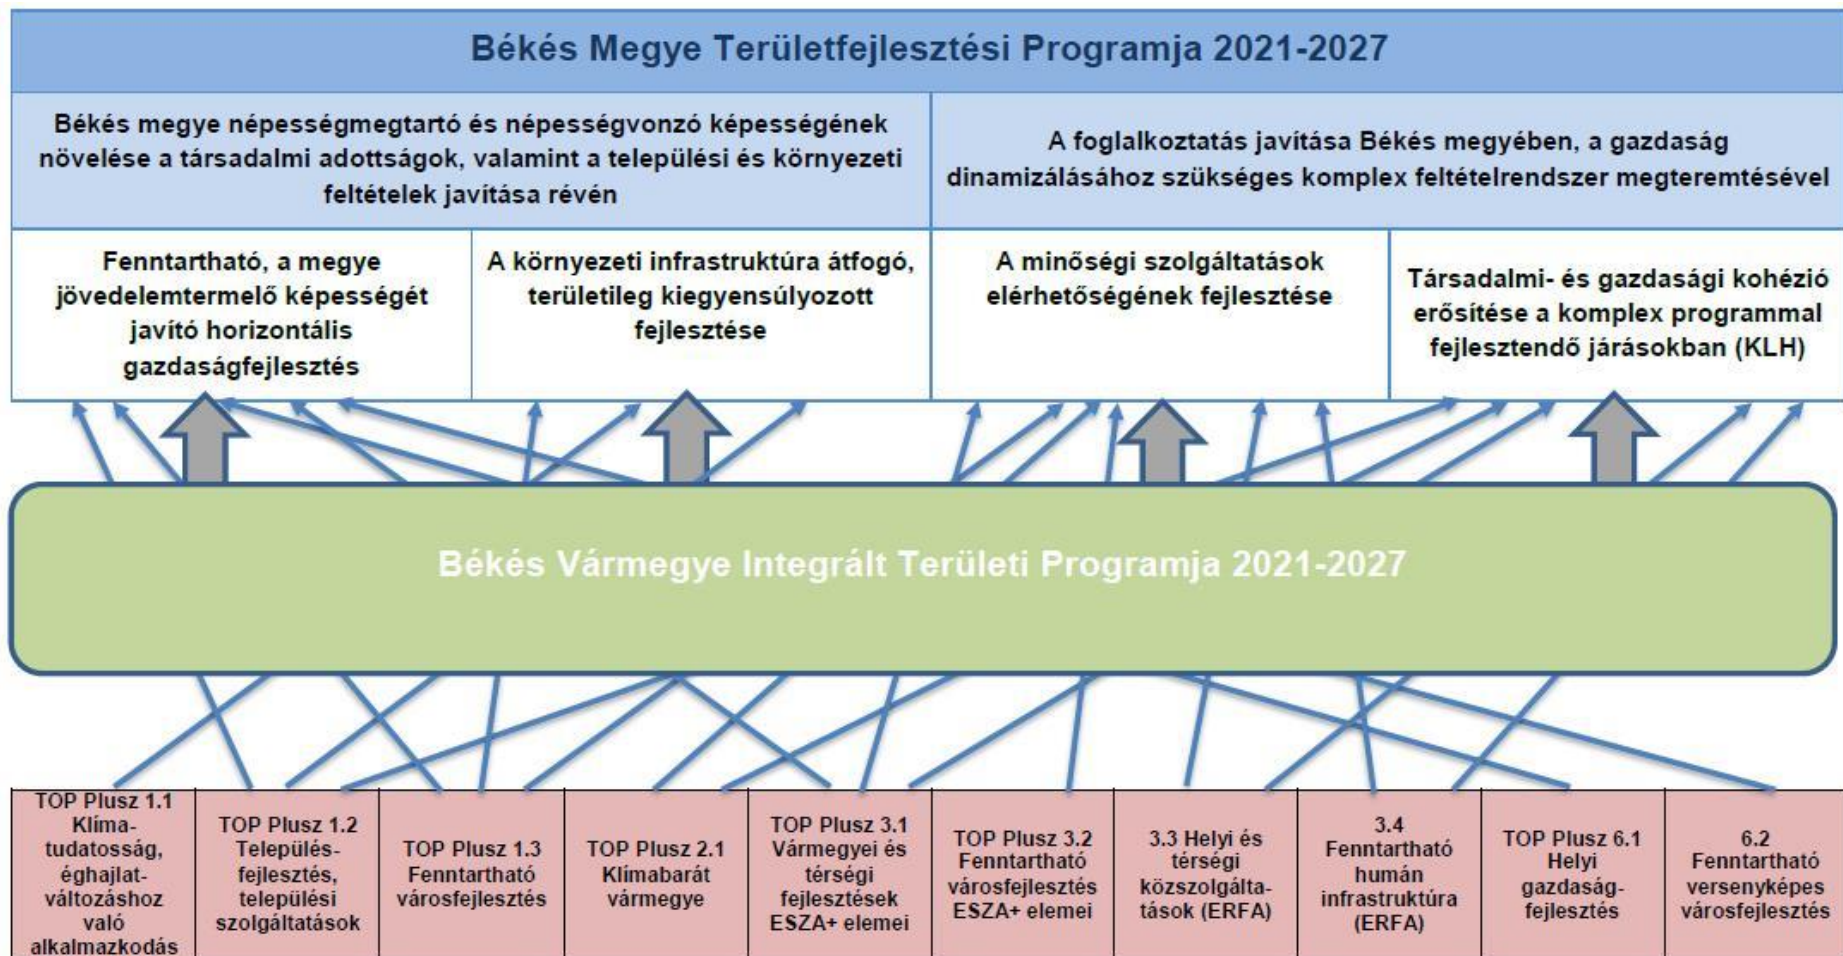 Békés Megye Területfejlesztési Programja 2021-2027
Békés megye népességmegtartó és népességvonzó képességének
növelése a társadalmi adottságok, valamint a települési és környezeti
feltételek javítása révén
A foglalkoztatás javítása Békés megyében, a gazdaság
dinamizálásához szükséges komplex feltételrendszer megteremtésével
Fenntartható, a megye
jövedelemtermelő képességét
javító horizontális
gazdaságfejlesztés
A környezeti infrastruktúra átfogó,
területileg kiegyensúlyozott
fejlesztése
A minőségi szolgáltatások
elérhetőségének fejlesztése
Társadalmi- és gazdasági kohézió
erősítése a komplex programmal
fejlesztendő járásokban (KLH)
Békés Vármegye Integrált Területi Programja 2021-2027
TOP Plusz 1.1
Klíma-
tudatosság,
éghajlat-
változáshoz
való
alkalmazkodás
TOP Plusz 1.2
Település-
fejlesztés,
települési
szolgáltatások
TOP Plusz 1.3
Fenntartható
városfejlesztés
TOP Plusz 2.1
Klímabarát
vármegye
TOP Plusz 3.1
Vármegyei és
térségi
fejlesztések
ESZA+ elemei
TOP Plusz 3.2
Fenntartható
városfejlesztés
ESZA+ elemei
3.3 Helyi és
térségi
közszolgálta-
tások (ERFA)
3.4
Fenntartható
humán
infrastruktúra
(ERFA)
TOP Plusz 6.1
Helyi
gazdaság-
fejlesztés
6.2
Fenntartható
versenyképes
városfejlesztés